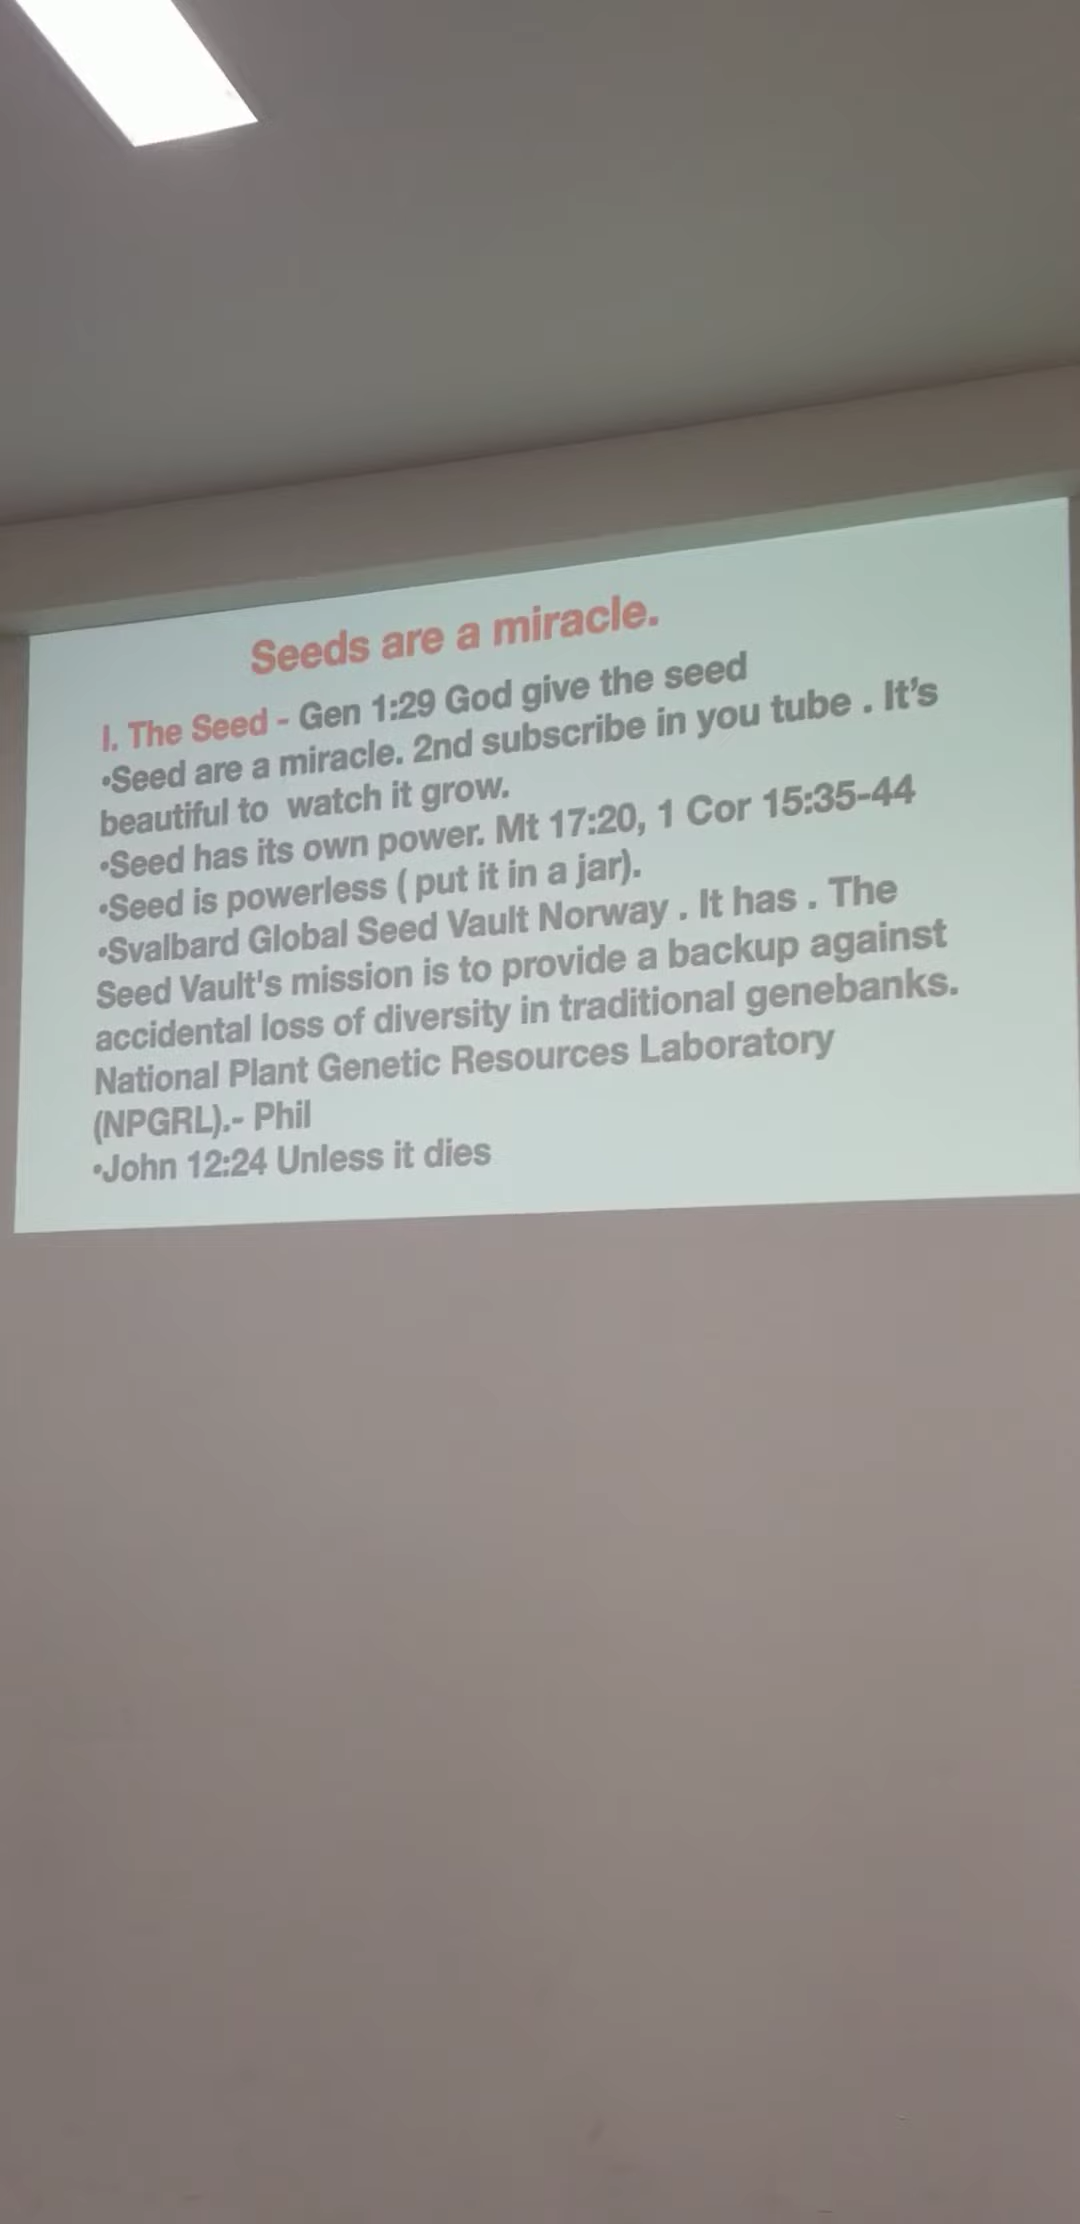 Seeds are a miracle.
I. The Seed - Gen 1:29 God give the seed
•Seed are a miracle. 2nd subscribe in you tube . It's
beautiful to watch it grow.
•Seed has its own power. Mt 17:20, 1 Cor 15:35-44
•Seed is powerless ( put it in a jar).
•Svalbard Global Seed Vault Norway . It has . The
Seed Vault's mission is to provide a backup against
accidental loss of diversity in traditional genebanks.
National Plant Genetic Resources Laboratory
(NPGRL).- Phil
•John 12:24 Unless it dies